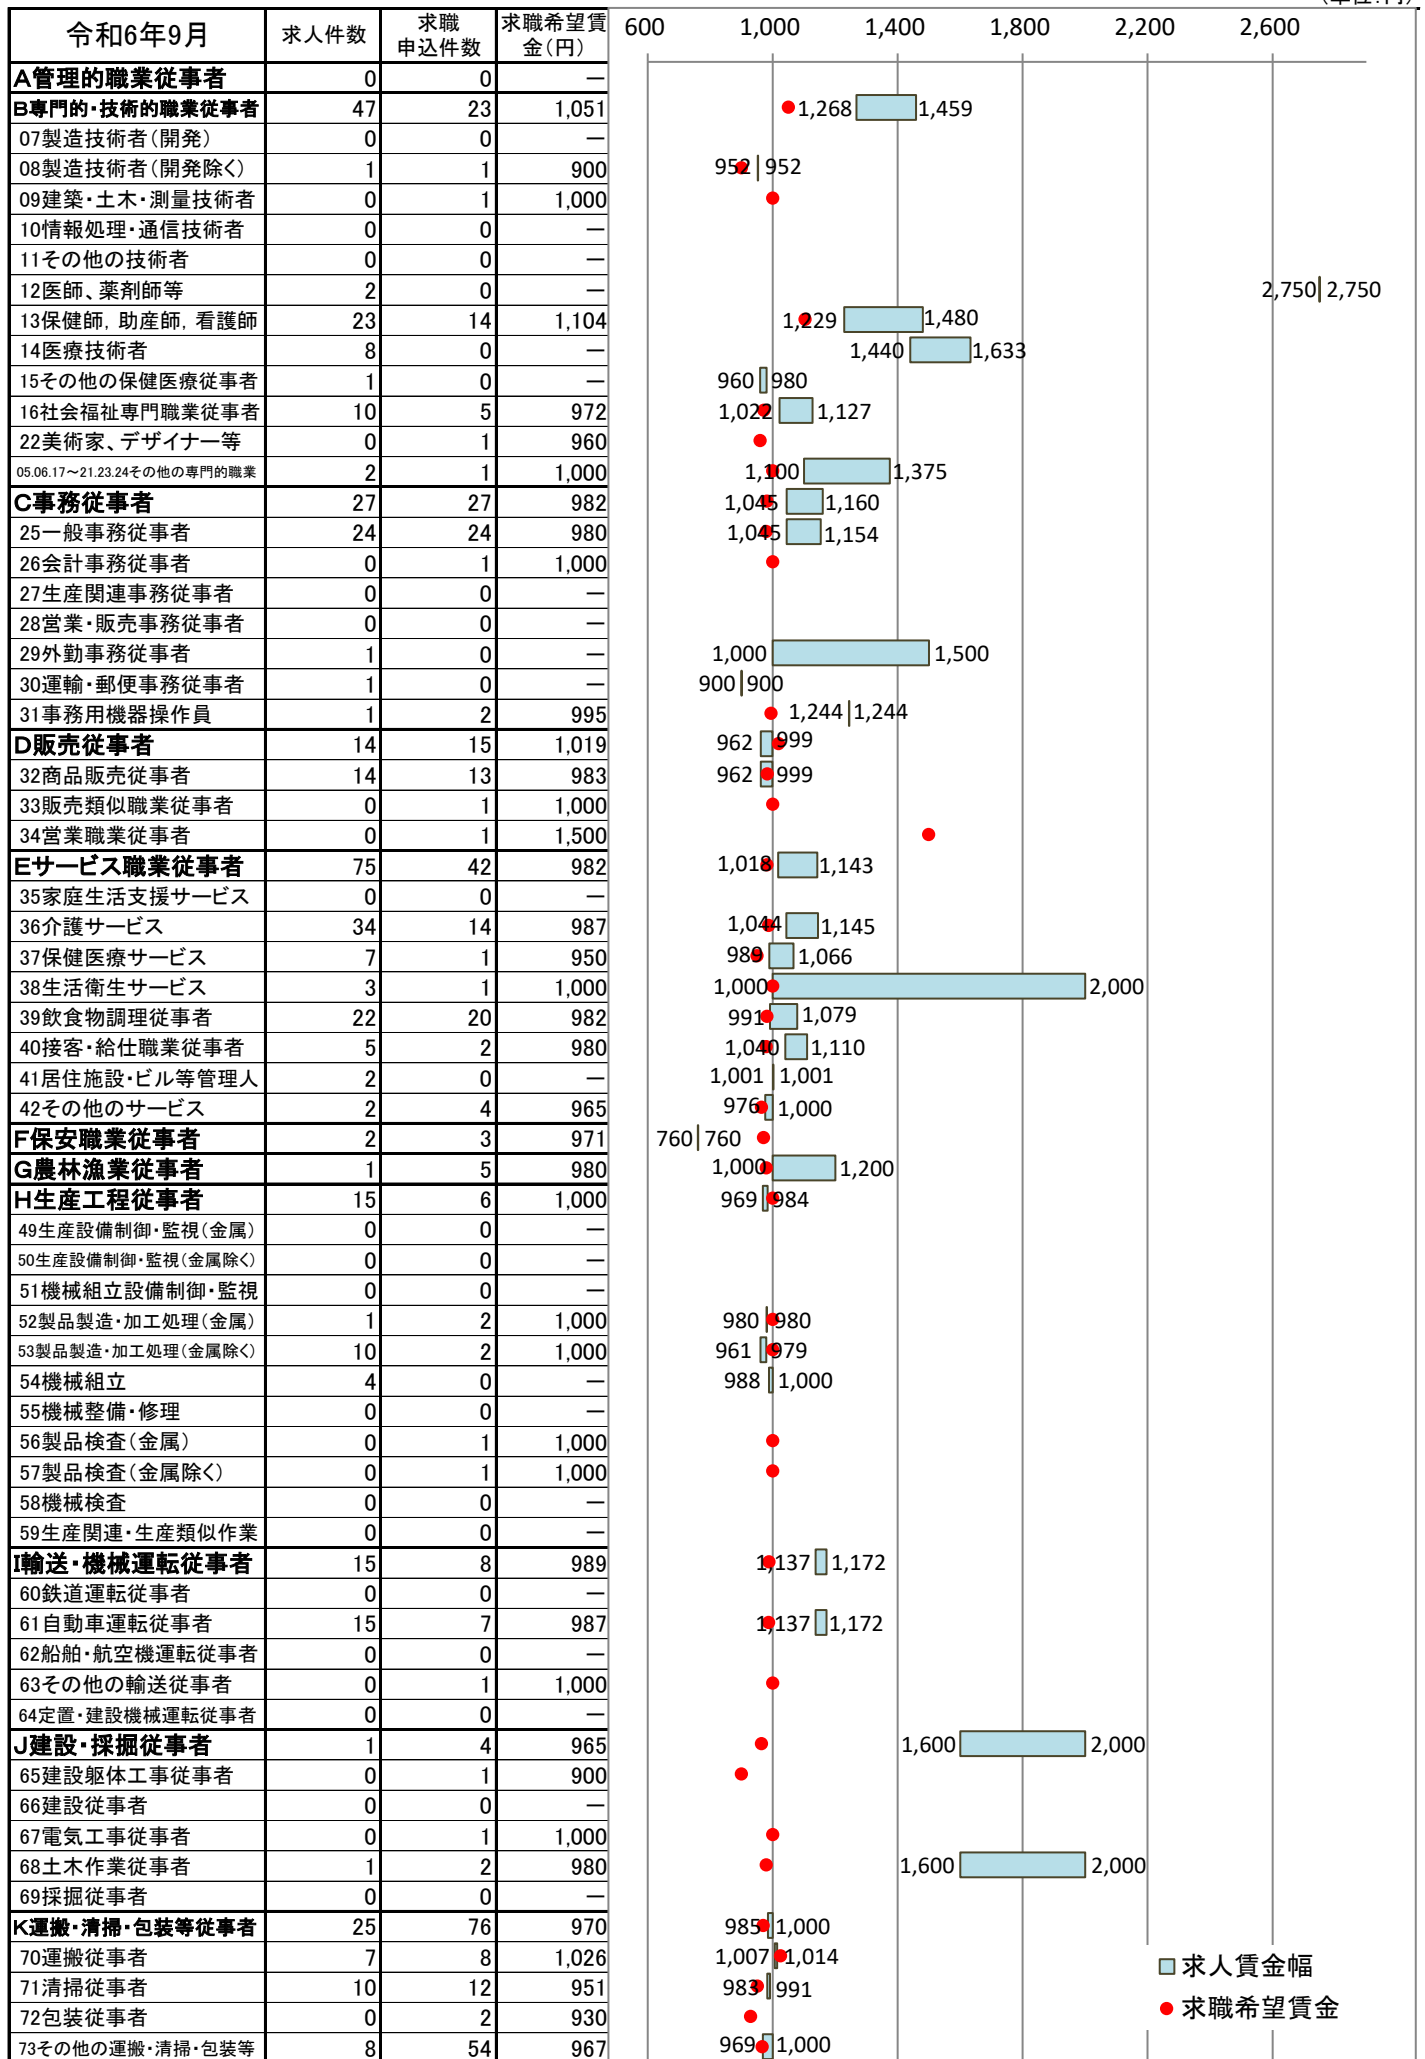 (単位:円)
令和6年9月 求人件数 求職申込件数 求職希望賃金(円) 600 1,000 1,400 1,800 2,200 2,600
A管理的職業従事者 0 0 ―
B専門的・技術的職業従事者 47 23 1,051 1,268 1,459
07製造技術者(開発) 0 0 ―
08製造技術者(開発除く) 1 1 900 952 952
09建築・土木・測量技術者 0 1 1,000
10情報処理・通信技術者 0 0 ―
11その他の技術者 0 0 ―
12医師、薬剤師等 2 0 ― 2,750 2,750
13保健師,助産師,看護師 23 14 1,104 1,229 1,480
14医療技術者 8 0 ― 1,440 1,633
15その他の保健医療従事者 1 0 ― 960 980
16社会福祉専門職業従事者 10 5 972 1,022 1,127
22美術家、デザイナー等 0 1 960
05.06.17～21.23.24その他の専門的職業 2 1 1,000 1,100 1,375
C事務従事者 27 27 982 1,045 1,160
25一般事務従事者 24 24 980 1,045 1,154
26会計事務従事者 0 1 1,000
27生産関連事務従事者 0 0 ―
28営業・販売事務従事者 0 0 ―
29外勤事務従事者 1 0 ― 1,000 1,500
30運輸・郵便事務従事者 1 0 ― 900 900
31事務用機器操作員 1 2 995 1,244 1,244
D販売従事者 14 15 1,019 962 999
32商品販売従事者 14 13 983 962 999
33販売類似職業従事者 0 1 1,000
34営業職業従事者 0 1 1,500
Eサービス職業従事者 75 42 982 1,018 1,143
35家庭生活支援サービス 0 0 ―
36介護サービス 34 14 987 1,044 1,145
37保健医療サービス 7 1 950 989 1,066
38生活衛生サービス 3 1 1,000 1,000 2,000
39飲食物調理従事者 22 20 982 991 1,079
40接客・給仕職業従事者 5 2 980 1,040 1,110
41居住施設・ビル等管理人 2 0 ― 1,001 1,001
42その他のサービス 2 4 965 976 1,000
F保安職業従事者 2 3 971 760 760
G農林漁業従事者 1 5 980 1,000 1,200
H生産工程従事者 15 6 1,000 969 984
49生産設備制御・監視(金属) 0 0 ―
50生産設備制御・監視(金属除く) 0 0 ―
51機械組立設備制御・監視 0 0 ―
52製品製造・加工処理(金属) 1 2 1,000 980 980
53製品製造・加工処理(金属除く) 10 2 1,000 961 979
54機械組立 4 0 ― 988 1,000
55機械整備・修理 0 0 ―
56製品検査(金属) 0 1 1,000
57製品検査(金属除く) 0 1 1,000
58機械検査 0 0 ―
59生産関連・生産類似作業 0 0 ―
I輸送・機械運転従事者 15 8 989 1,137 1,172
60鉄道運転従事者 0 0 ―
61自動車運転従事者 15 7 987 1,137 1,172
62船舶・航空機運転従事者 0 0 ―
63その他の輸送従事者 0 1 1,000
64定置・建設機械運転従事者 0 0 ―
J建設・採掘従事者 1 4 965 1,600 2,000
65建設躯体工事従事者 0 1 900
66建設従事者 0 0 ―
67電気工事従事者 0 1 1,000
68土木作業従事者 1 2 980 1,600 2,000
69採掘従事者 0 0 ―
K運搬・清掃・包装等従事者 25 76 970 985 1,000
70運搬従事者 7 8 1,026 1,007 1,014
71清掃従事者 10 12 951 983 991
72包装従事者 0 2 930
73その他の運搬・清掃・包装等 8 54 967 969 1,000
求人賃金幅
求職希望賃金